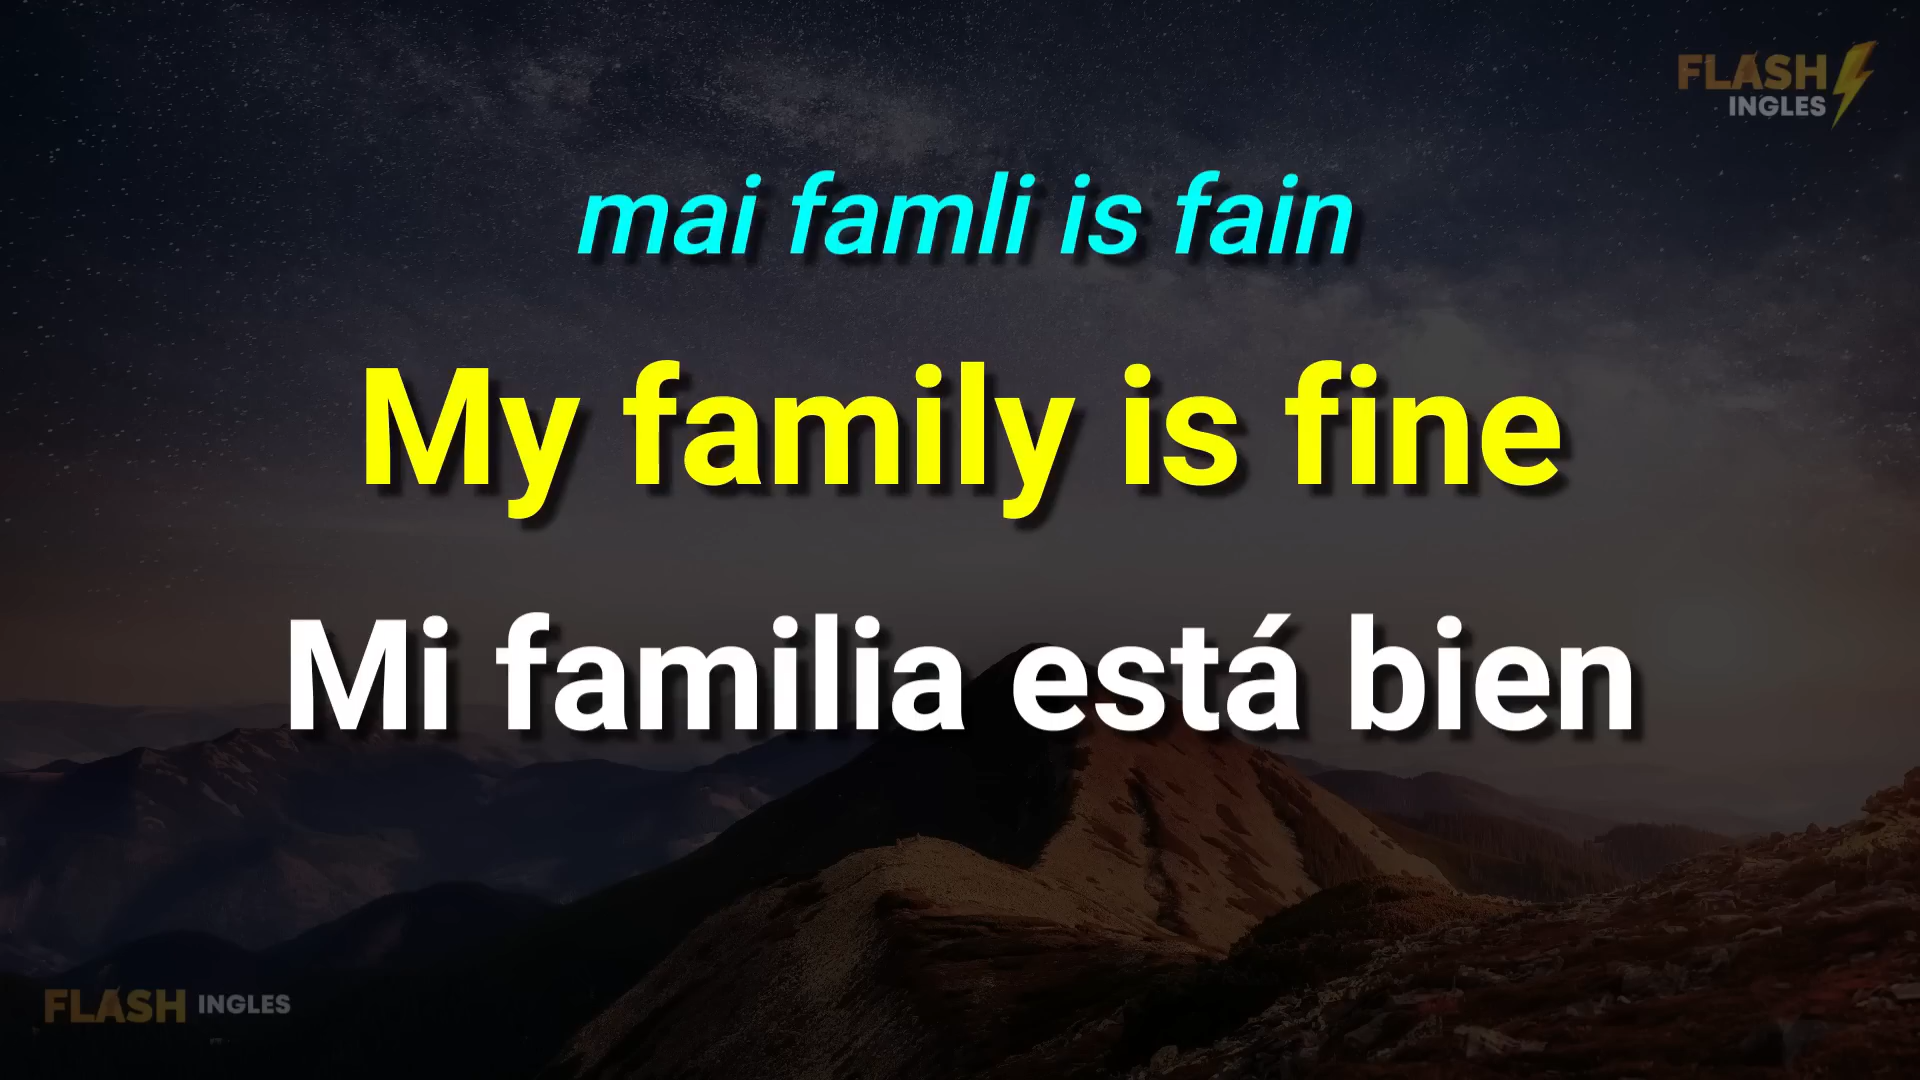 FLASH
INGLES
mai famli is fain
My family is fine
Mi familia está bien
FLASH INGLES